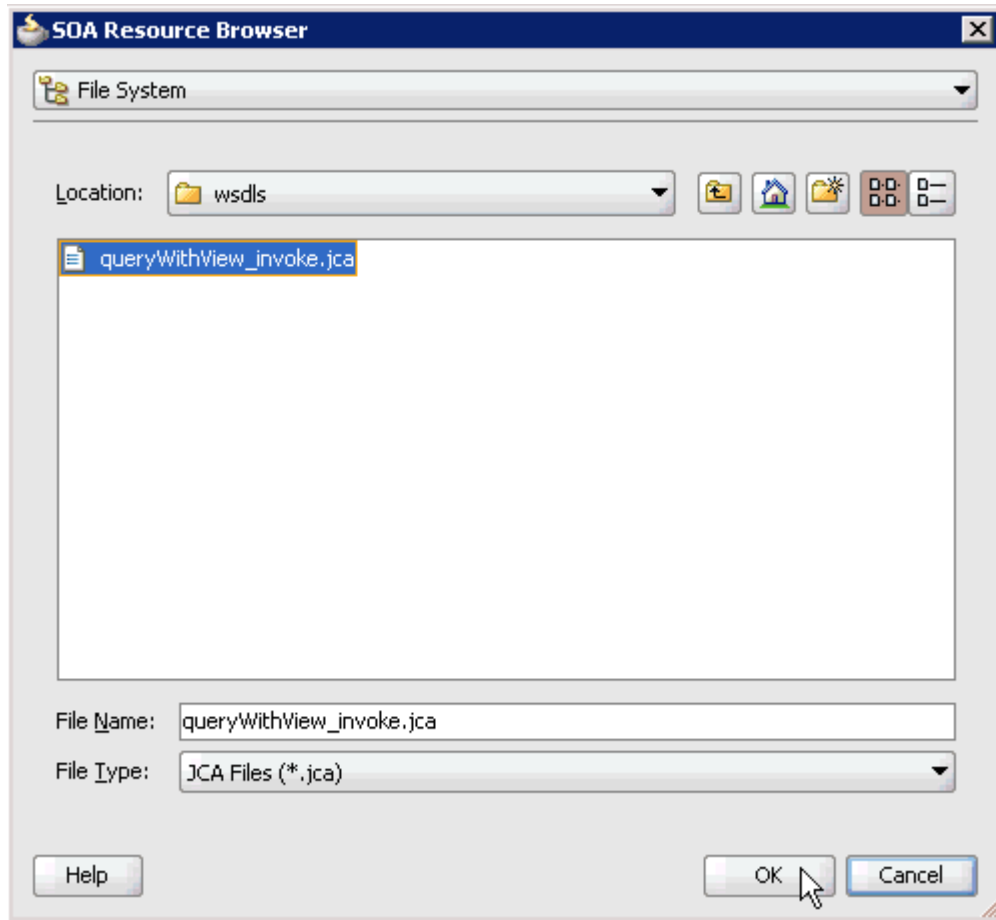 SOA Resource Browser
File System
Location: wsdls
queryWithView_invoke.jca
File Name: queryWithView_invoke.jca
File Type: JCA Files (*.jca)
Help OK Cancel